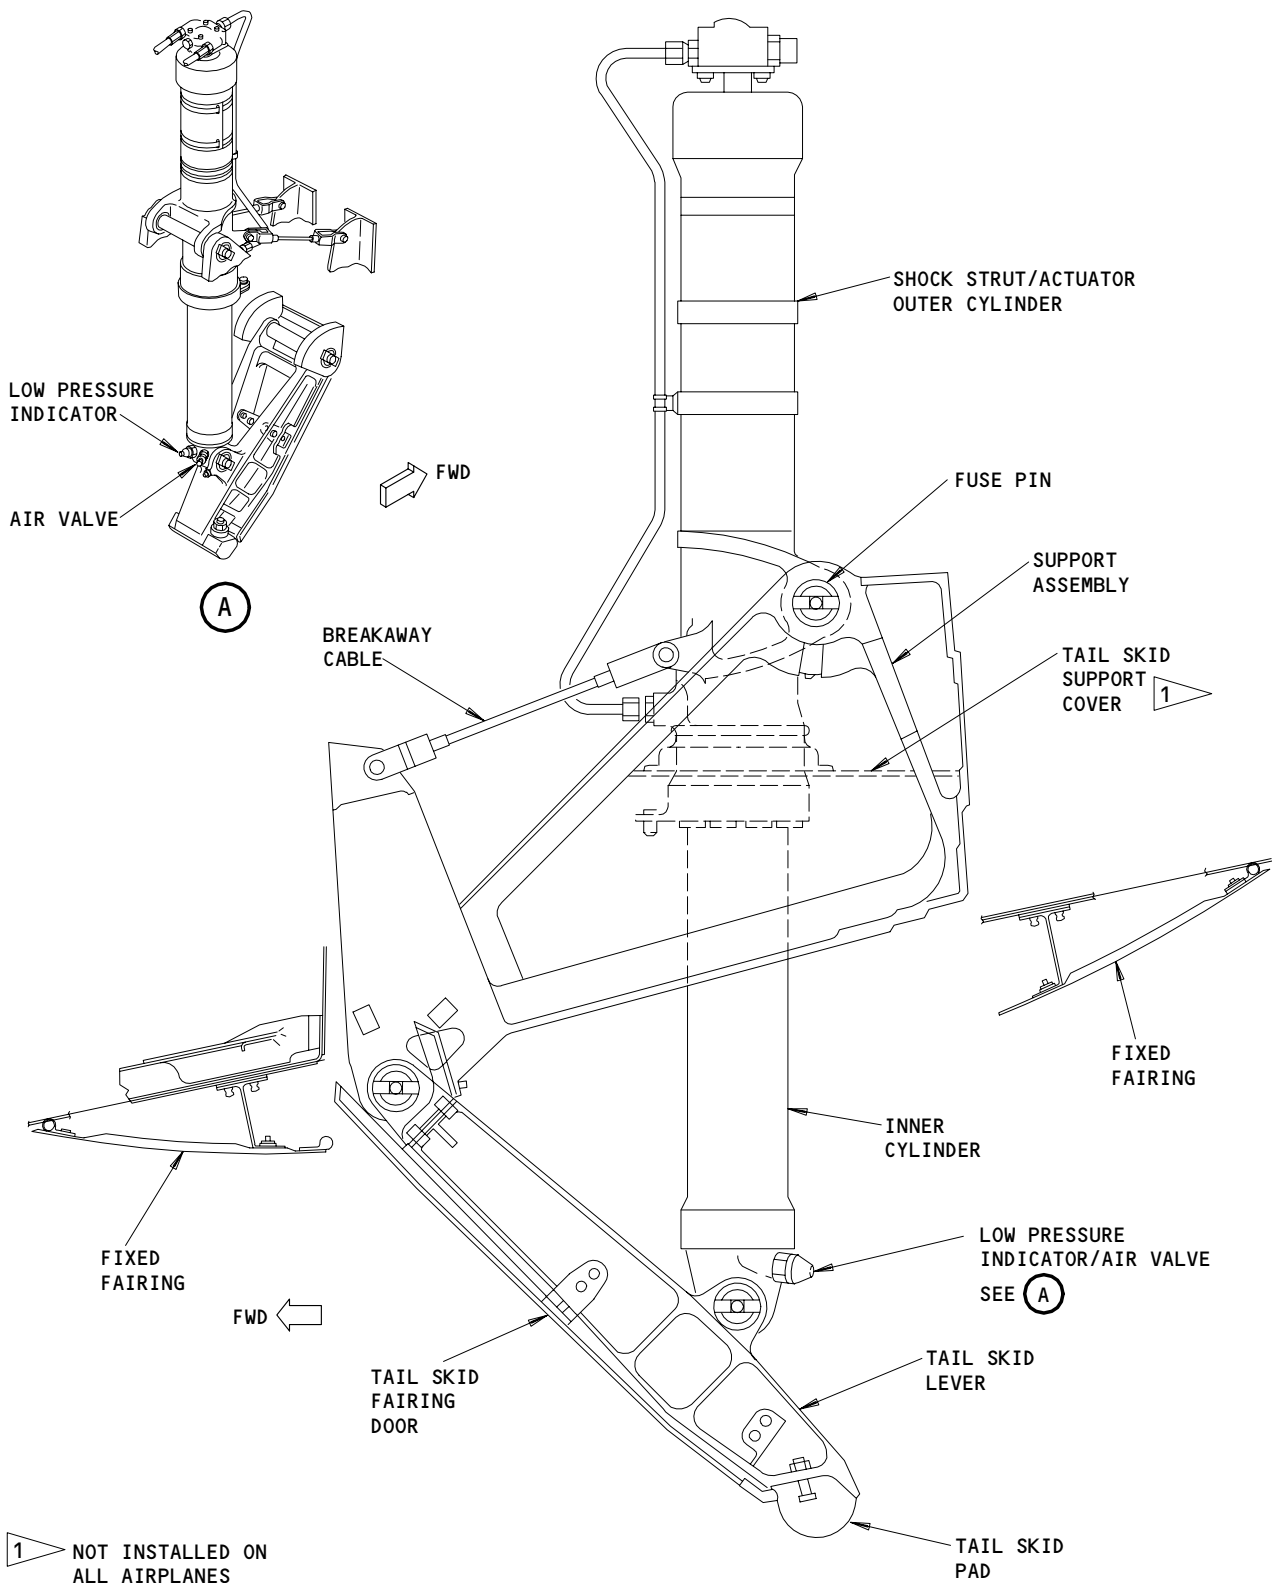 SHOCK STRUT/ACTUATOR
OUTER CYLINDER
LOW PRESSURE
INDICATOR
FWD
FUSE PIN
AIR VALVE
SUPPORT
ASSEMBLY
A
BREAKAWAY
CABLE
TAIL SKID
SUPPORT
COVER
1
FIXED
FAIRING
INNER
CYLINDER
FIXED
FAIRING
LOW PRESSURE
INDICATOR/AIR VALVE
SEE A
FWD
TAIL SKID
FAIRING
DOOR
TAIL SKID
LEVER
TAIL SKID
PAD
1 NOT INSTALLED ON
ALL AIRPLANES